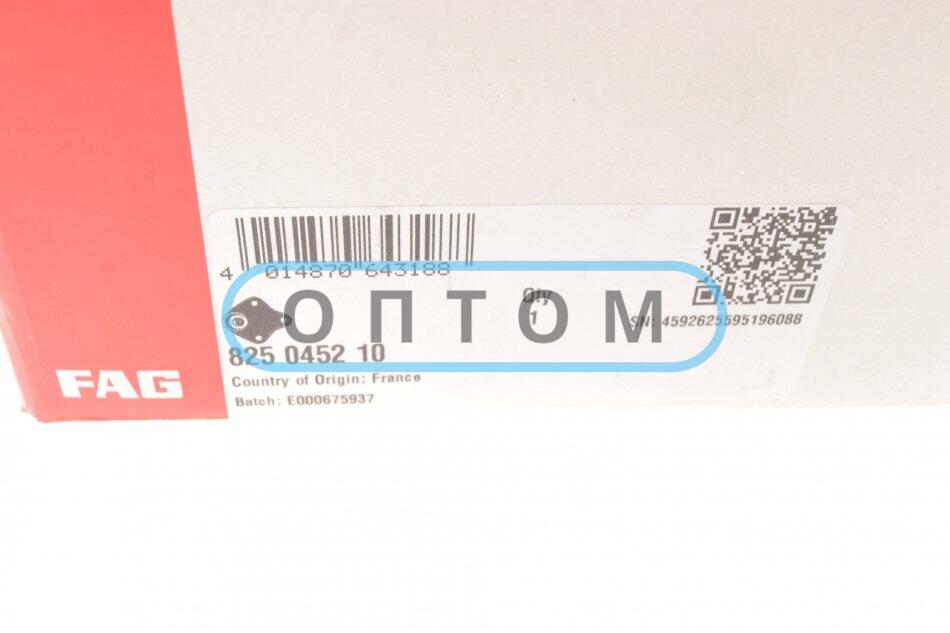 4 014870 643188
ОПТОМ
Qty
1
SN: 4592625595196088
825 0452 10
Country of Origin: France
Batch: E000675937
FAG